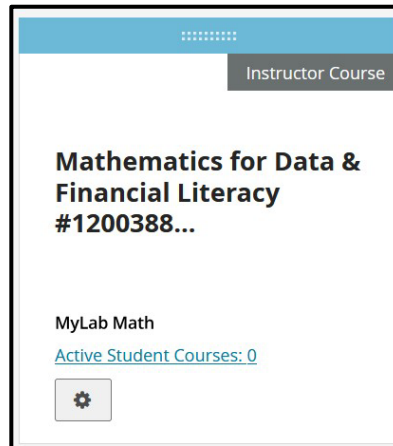 Instructor Course
Mathematics for Data &
Financial Literacy
#1200388...
MyLab Math
Active Student Courses: 0